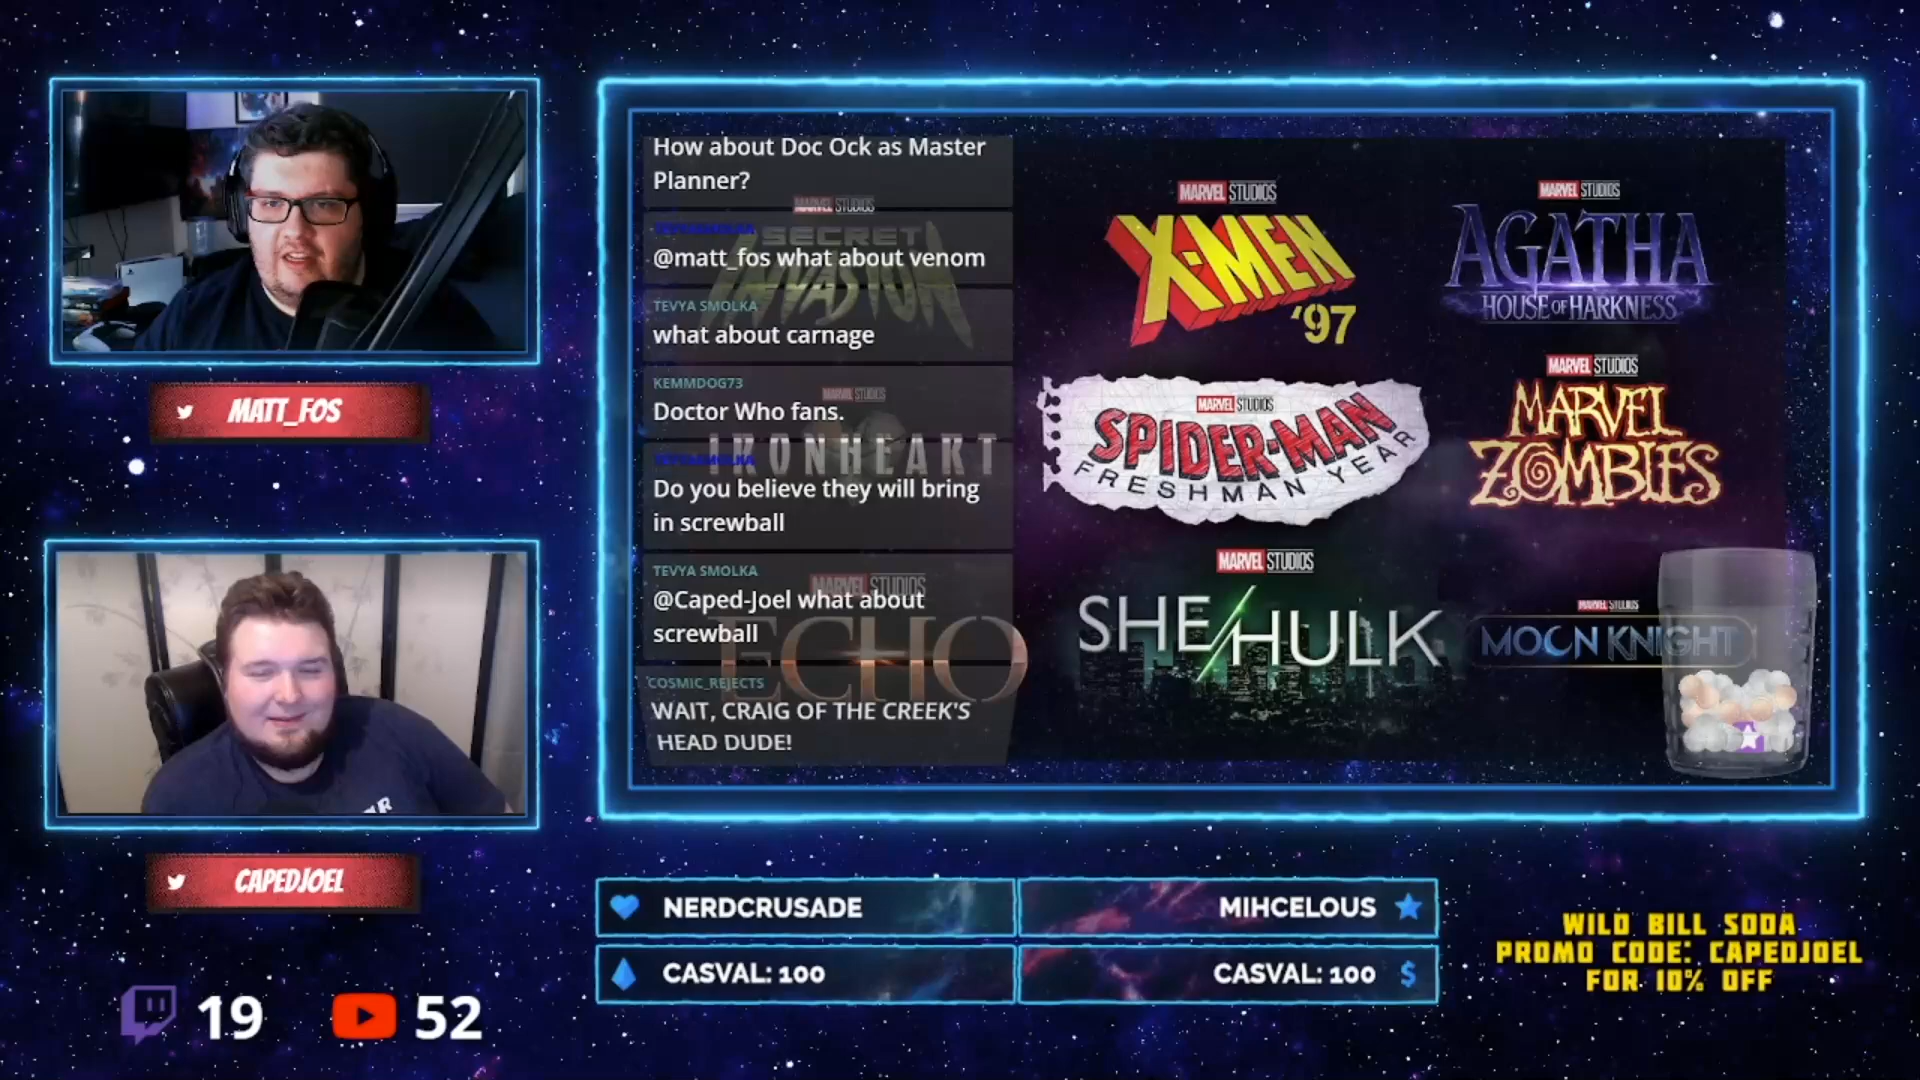 How about Doc Ock as Master
Planner?
MARVEL STUDIOS
SECRET
INVASION
@matt_fos what about venom
TEVYA SMOLKA
what about carnage
KEMMDOG73
Doctor Who fans.
MARVEL STUDIOS
IRONHEART
Do you believe they will bring
in screwball
TEVYA SMOLKA
@Caped-Joel what about
screwball
MARVEL STUDIOS
ECHO
COSMIC_REJECTS
WAIT, CRAIG OF THE CREEK'S
HEAD DUDE!
MARVEL STUDIOS
X-MEN
'97
MARVEL STUDIOS
AGATHA
HOUSE OF HARKNESS
MARVEL STUDIOS
SPIDER-MAN
FRESHMAN YEAR
MARVEL STUDIOS
MARVEL
ZOMBIES
MARVEL STUDIOS
SHE/HULK
MARVEL STUDIOS
MOON KNIGHT
MATT_FOS
CAPEDJOEL
NERDCRUSADE
MIHCELOUS
CASVAL: 100
CASVAL: 100
WILD BILL SODA
PROMO CODE: CAPEDJOEL
FOR 10% OFF
19
52